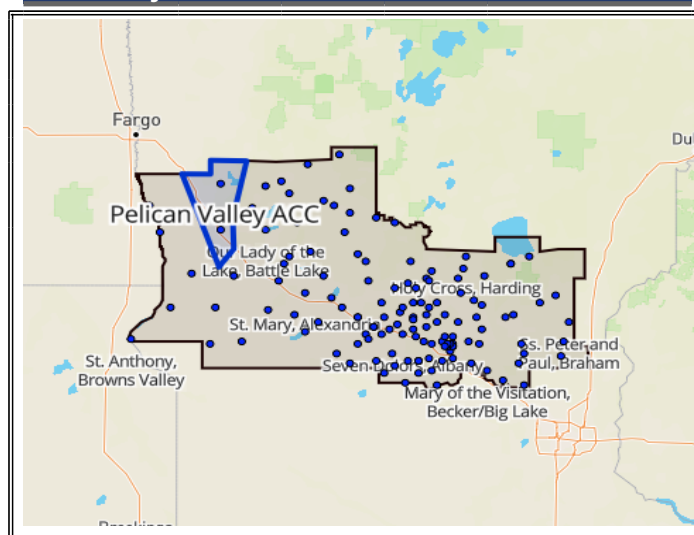 Fargo
Pelican Valley ACC
Our Lady of the
Lake, Battle Lake
Holy Cross, Harding
St. Mary, Alexandria
St. Anthony,
Browns Valley
Seven Dolors, Albany
Ss. Peter and
Paul, Braham
Mary of the Visitation,
Becker/Big Lake